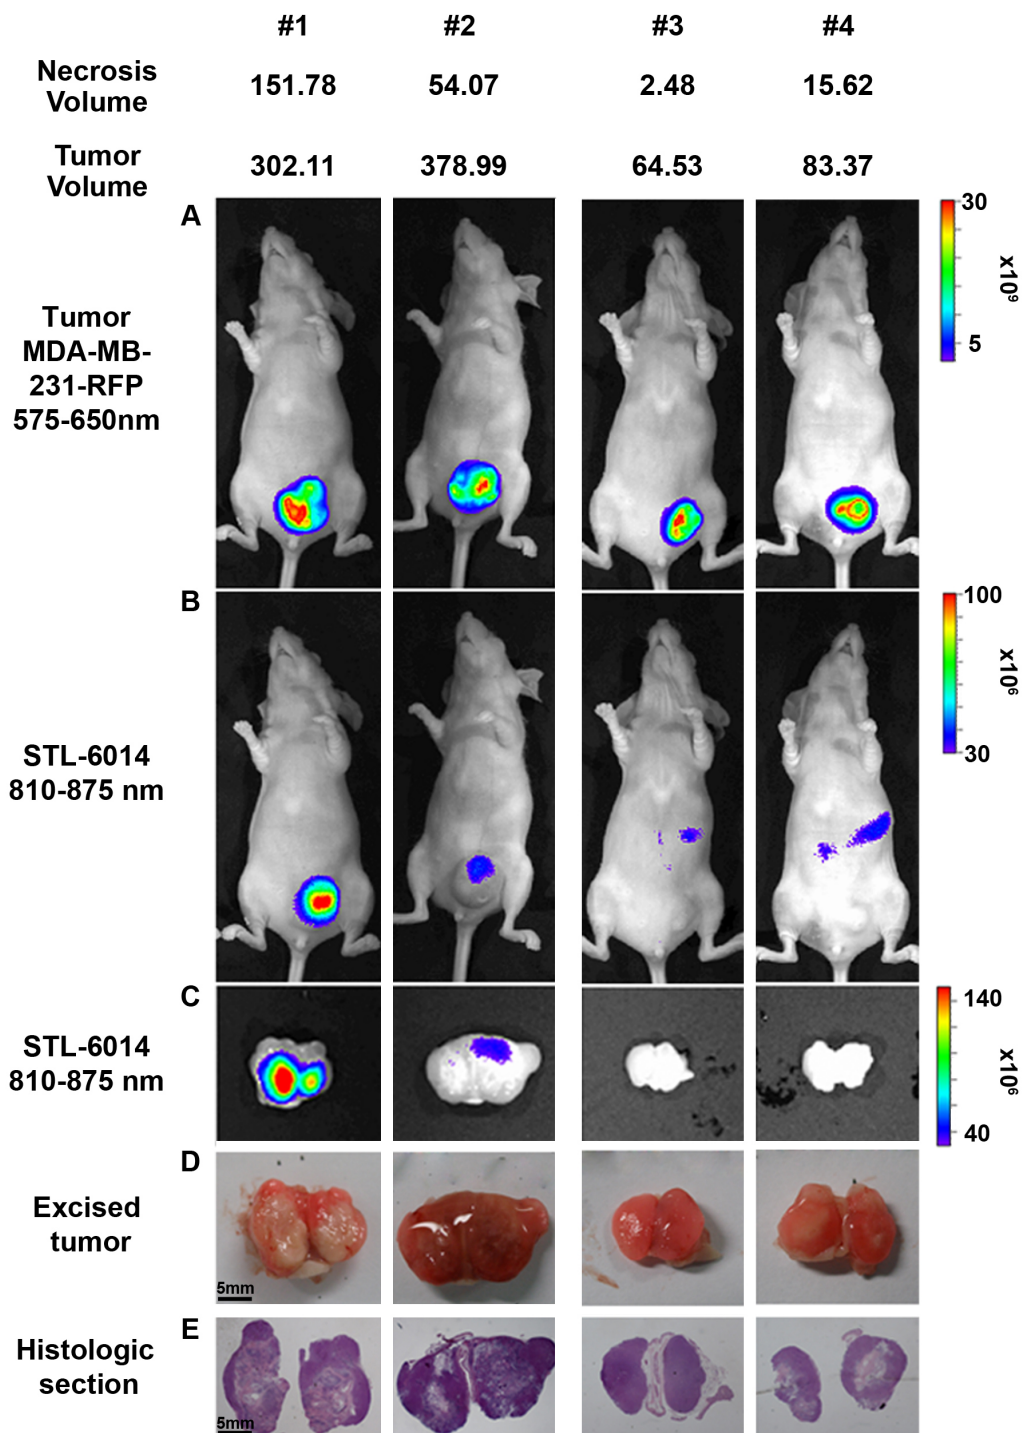 #1 #2 #3 #4
Necrosis
Volume
151.78 54.07 2.48 15.62
Tumor
Volume
302.11 378.99 64.53 83.37
A
Tumor
MDA-MB-
231-RFP
575-650nm
30
5
x10⁹
B
STL-6014
810-875 nm
100
30
x10⁶
C
STL-6014
810-875 nm
140
40
x10⁶
D
Excised
tumor
5mm
E
Histologic
section
5mm